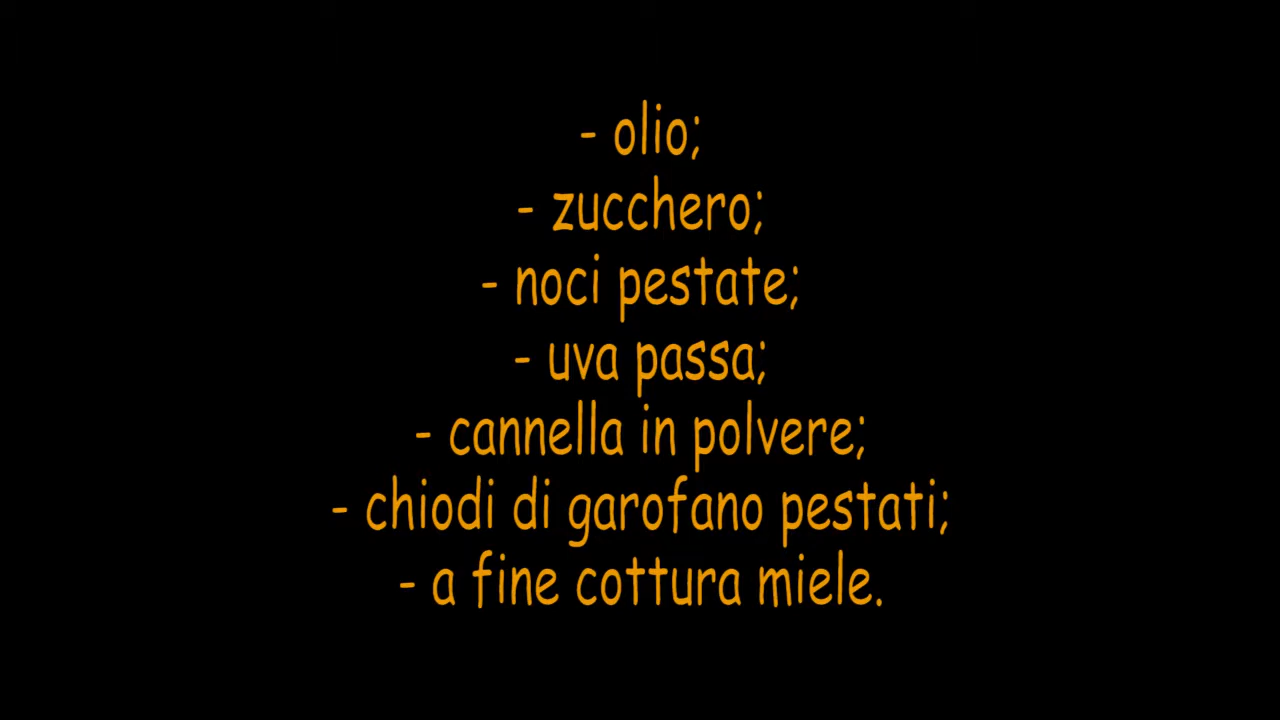 - olio;
- zucchero;
- noci pestate;
- uva passa;
- cannella in polvere;
- chiodi di garofano pestati;
- a fine cottura miele.